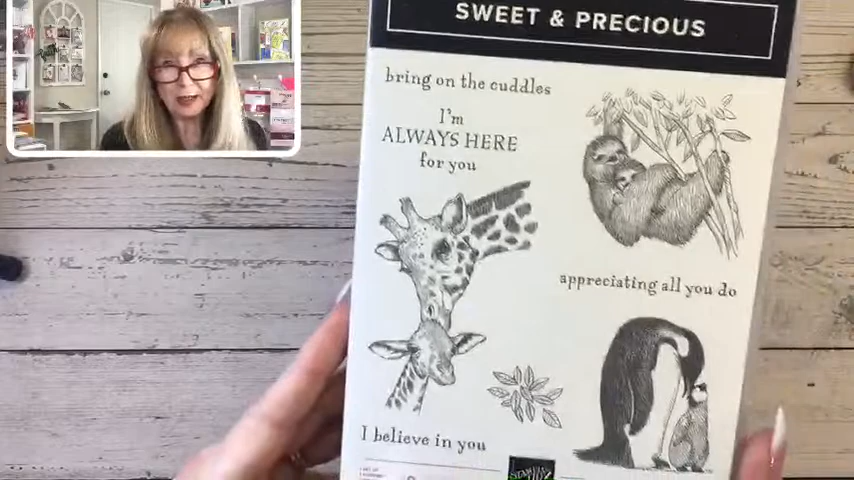 SWEET & PRECIOUS
bring on the cuddles
I'm
ALWAYS HERE
for you
appreciating all you do
I believe in you